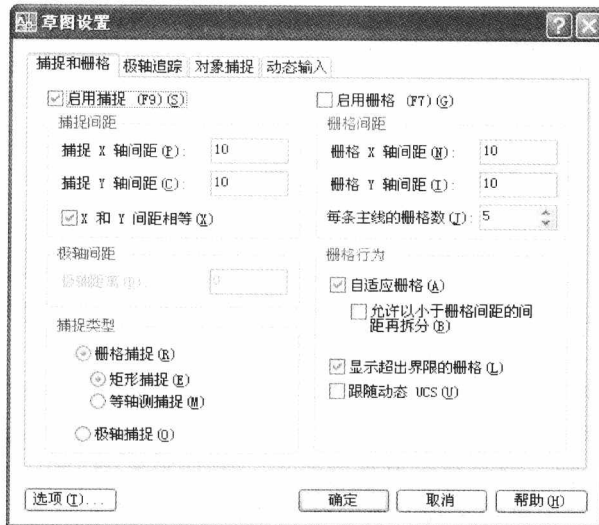 草图设置
捕捉和栅格 极轴追踪 对象捕捉 动态输入
启用捕捉 (F9)(S)
捕捉间距
捕捉 X 轴间距(P): 10
捕捉 Y 轴间距(C): 10
X 和 Y 间距相等(X)
极轴间距
极轴距离(D): 0
捕捉类型
栅格捕捉(R)
矩形捕捉(E)
等轴测捕捉(M)
极轴捕捉(O)
启用栅格 (F7)(G)
栅格间距
栅格 X 轴间距(N): 10
栅格 Y 轴间距(I): 10
每条主线的栅格数(J): 5
栅格行为
自适应栅格(A)
允许以小于栅格间距的间
距再拆分(B)
显示超出界限的栅格(L)
跟随动态 UCS(U)
选项(T)... 确定 取消 帮助(H)